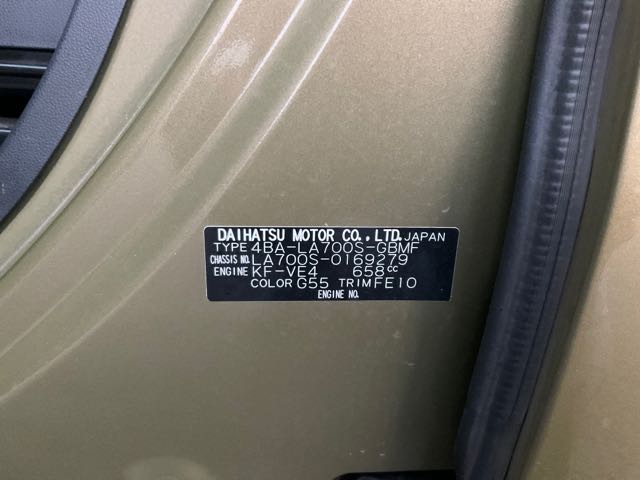 DAIHATSU MOTOR CO., LTD. JAPAN
TYPE 4BA-LA700S-GBMF
CHASSIS NO. LA700S-0169279
ENGINE KF-VE4 658cc
COLOR G55 TRIM FE10
ENGINE NO.